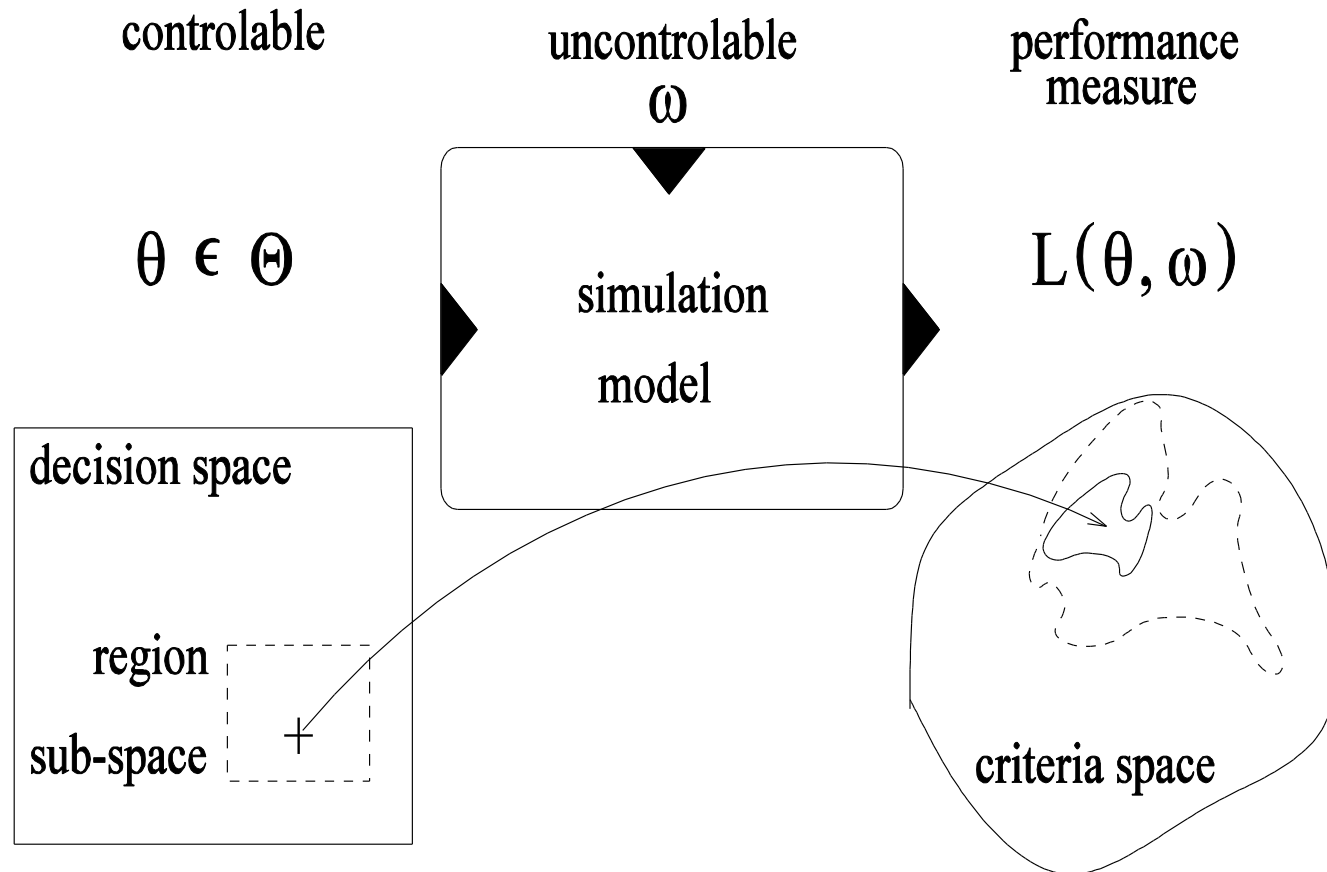 controlable
uncontrolable
ω
performance
measure
θ ϵ Θ
simulation
model
L(θ, ω)
decision space
region
sub-space
criteria space